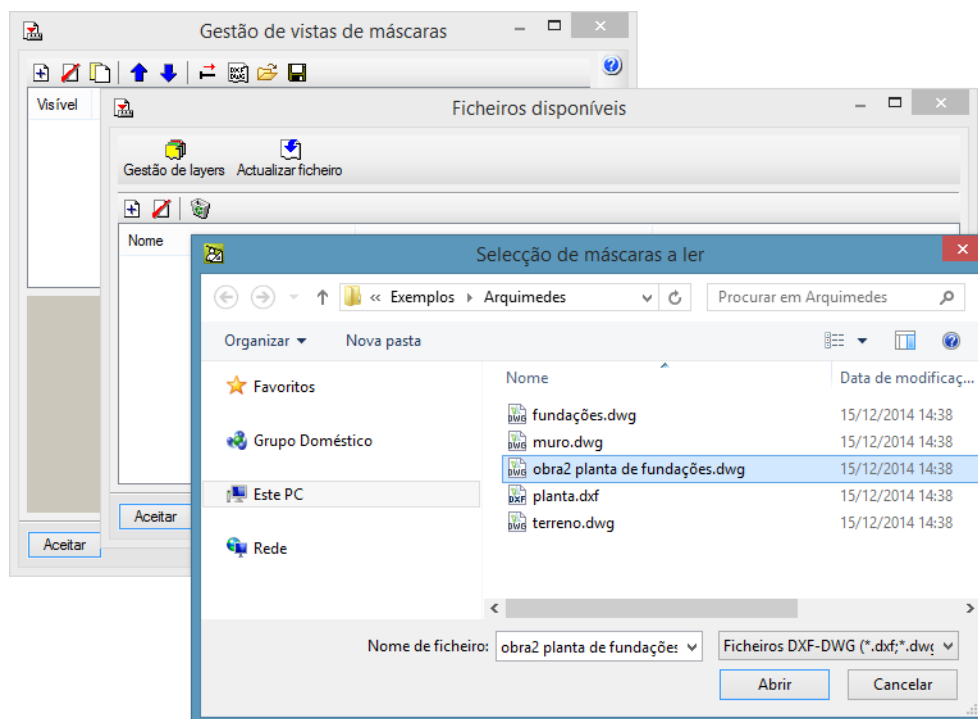 Gestão de vistas de máscaras
Visível
Ficheiros disponíveis
Gestão de layers Actualizar ficheiro
Nome
Selecção de máscaras a ler
« Exemplos Arquimedes
Procurar em Arquimedes
Organizar Nova pasta
Favoritos
Grupo Doméstico
Este PC
Rede
Nome Data de modificaç...
fundações.dwg 15/12/2014 14:38
muro.dwg 15/12/2014 14:38
obra2 planta de fundações.dwg 15/12/2014 14:38
planta.dxf 15/12/2014 14:38
terreno.dwg 15/12/2014 14:38
Nome de ficheiro: obra2 planta de fundações Ficheiros DXF-DWG (*.dxf;*.dwg
Abrir Cancelar
Aceitar
Aceitar